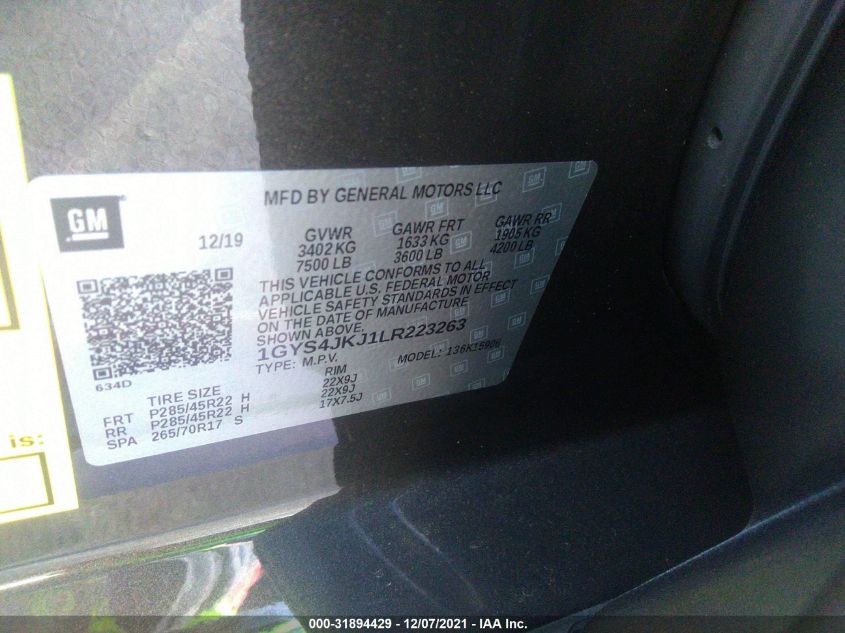 GM
MFD BY GENERAL MOTORS LLC
12/19
GVWR GAWR FRT GAWR RR
3402 KG 1633 KG 1905 KG
7500 LB 3600 LB 4200 LB
THIS VEHICLE CONFORMS TO ALL
APPLICABLE U.S. FEDERAL MOTOR
VEHICLE SAFETY STANDARDS IN EFFECT
ON THE DATE OF MANUFACTURE
SHOWN ABOVE.
1GYS4JKJ1LR223263
TYPE: M.P.V. MODEL: 136K15906
634D
TIRE SIZE RIM
FRT P285/45R22 H 22X9J
RR P285/45R22 H 22X9J
SPA 265/70R17 S 17X7.5J
is:
000-31894429 - 12/07/2021 - IAA Inc.